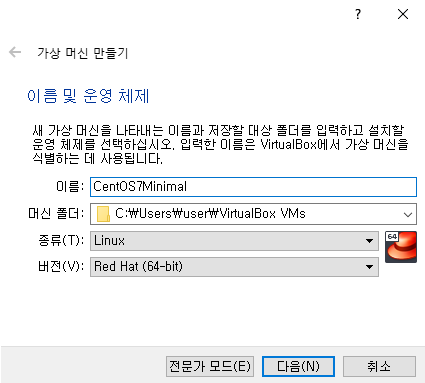 ?
가상 머신 만들기
이름 및 운영 체제
새 가상 머신을 나타내는 이름과 저장할 대상 폴더를 입력하고 설치할
운영 체제를 선택하십시오. 입력한 이름은 VirtualBox에서 가상 머신을
식별하는 데 사용됩니다.
이름: CentOS7Minimal
머신 폴더: C:₩Users₩user₩VirtualBox VMs
종류(T): Linux
64
버전(V): Red Hat (64-bit)
전문가 모드(E) 다음(N) 취소